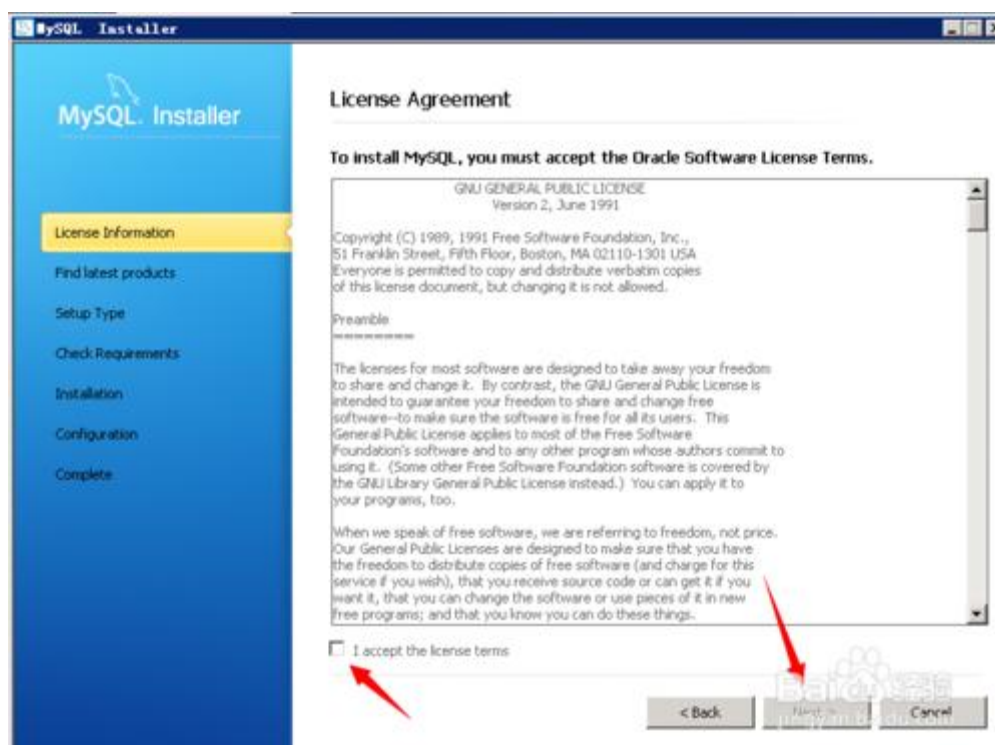 MySQL Installer
MySQL. Installer
License Information
Find latest products
Setup Type
Check Requirements
Installation
Configuration
Complete
License Agreement
To install MySQL, you must accept the Oracle Software License Terms.
GNU GENERAL PUBLIC LICENSE
Version 2, June 1991
Copyright (C) 1989, 1991 Free Software Foundation, Inc.,
51 Franklin Street, Fifth Floor, Boston, MA 02110-1301 USA
Everyone is permitted to copy and distribute verbatim copies
of this license document, but changing it is not allowed.
Preamble
========
The licenses for most software are designed to take away your freedom
to share and change it. By contrast, the GNU General Public License is
intended to guarantee your freedom to share and change free
software--to make sure the software is free for all its users. This
General Public License applies to most of the Free Software
Foundation's software and to any other program whose authors commit to
using it. (Some other Free Software Foundation software is covered by
the GNU Library General Public License instead.) You can apply it to
your programs, too.
When we speak of free software, we are referring to freedom, not price.
Our General Public Licenses are designed to make sure that you have
the freedom to distribute copies of free software (and charge for this
service if you wish), that you receive source code or can get it if you
want it, that you can change the software or use pieces of it in new
free programs; and that you know you can do these things.
I accept the license terms
< Back
Next >
Cancel
Baidu 经验
jingyan.baidu.com